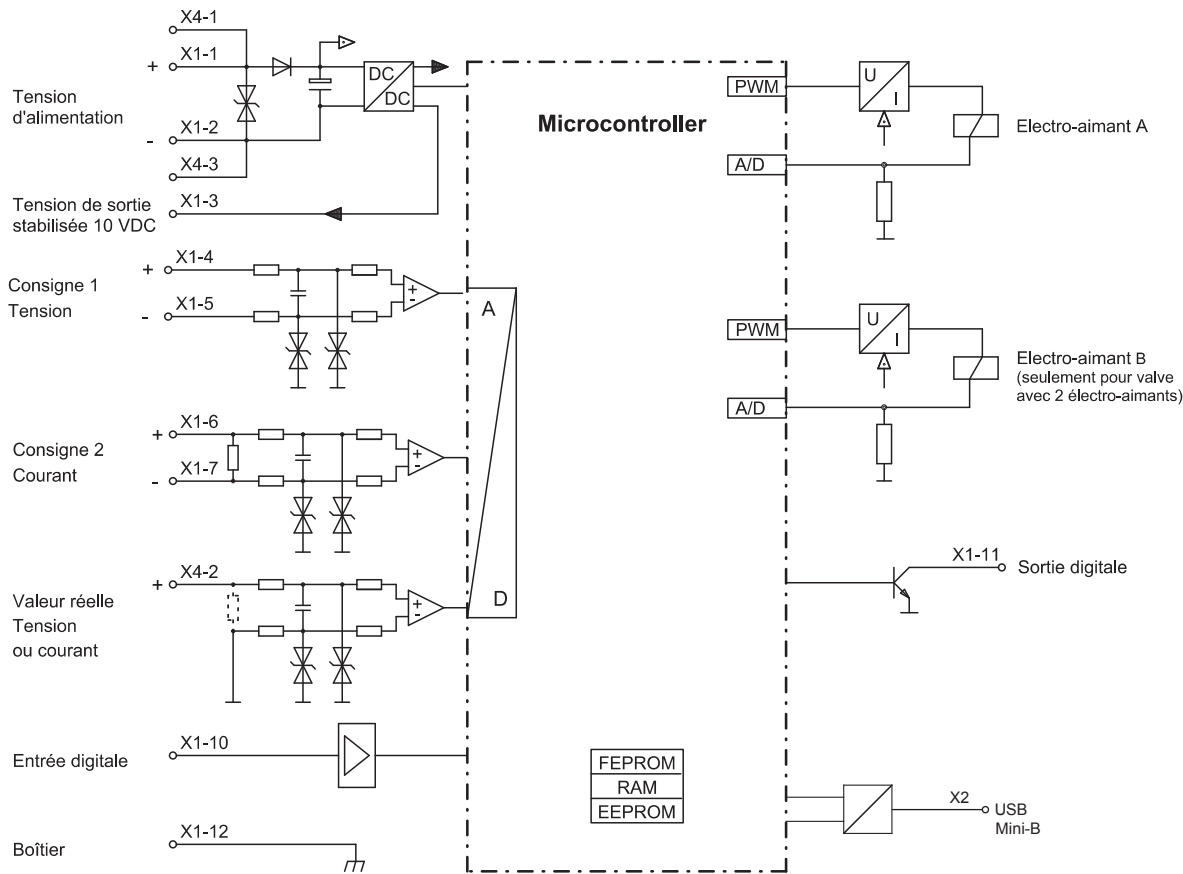 X4-1
+ X1-1
Tension
d'alimentation
- X1-2
X4-3
DC
DC
Tension de sortie
stabilisée 10 VDC
X1-3
Consigne 1
Tension
+ X1-4
- X1-5
+
-
Consigne 2
Courant
+ X1-6
- X1-7
+
-
Valeur réelle
Tension
ou courant
+ X4-2
+
-
Entrée digitale
X1-10
Boîtier
X1-12
Microcontroller
A
D
FEPROM
RAM
EEPROM
PWM
U
I
A/D
Electro-aimant A
PWM
U
I
A/D
Electro-aimant B
(seulement pour valve
avec 2 électro-aimants)
X1-11
Sortie digitale
X2
USB
Mini-B